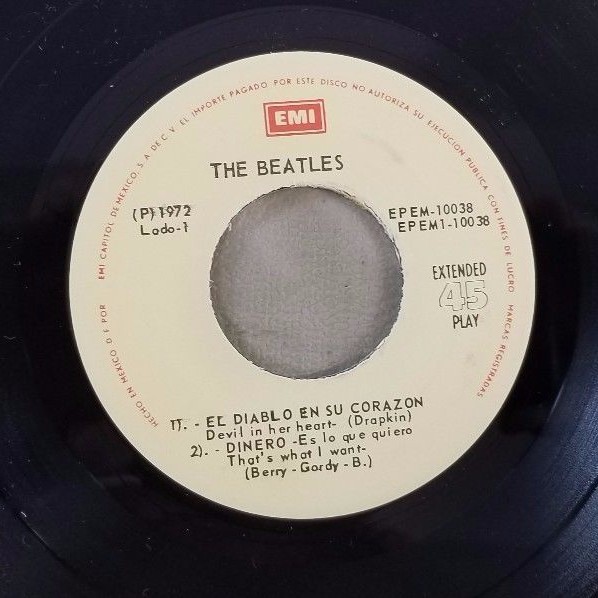 HECHO EN MEXICO D F POR EMI CAPITOL DE MEXICO, S. A. DE C. V. EL IMPORTE PAGADO POR ESTE DISCO NO AUTORIZA SU EJECUCION PUBLICA CON FINES DE LUCRO MARCAS REGISTRADAS
EMI
THE BEATLES
(P) 1972
Lado-1
EPEM-10038
EPEM1-10038
EXTENDED
45
PLAY
1). - EL DIABLO EN SU CORAZON
Devil in her heart- (Drapkin)
2). - DINERO -Es lo que quiero
That's what I want-
(Berry - Gordy - B.)